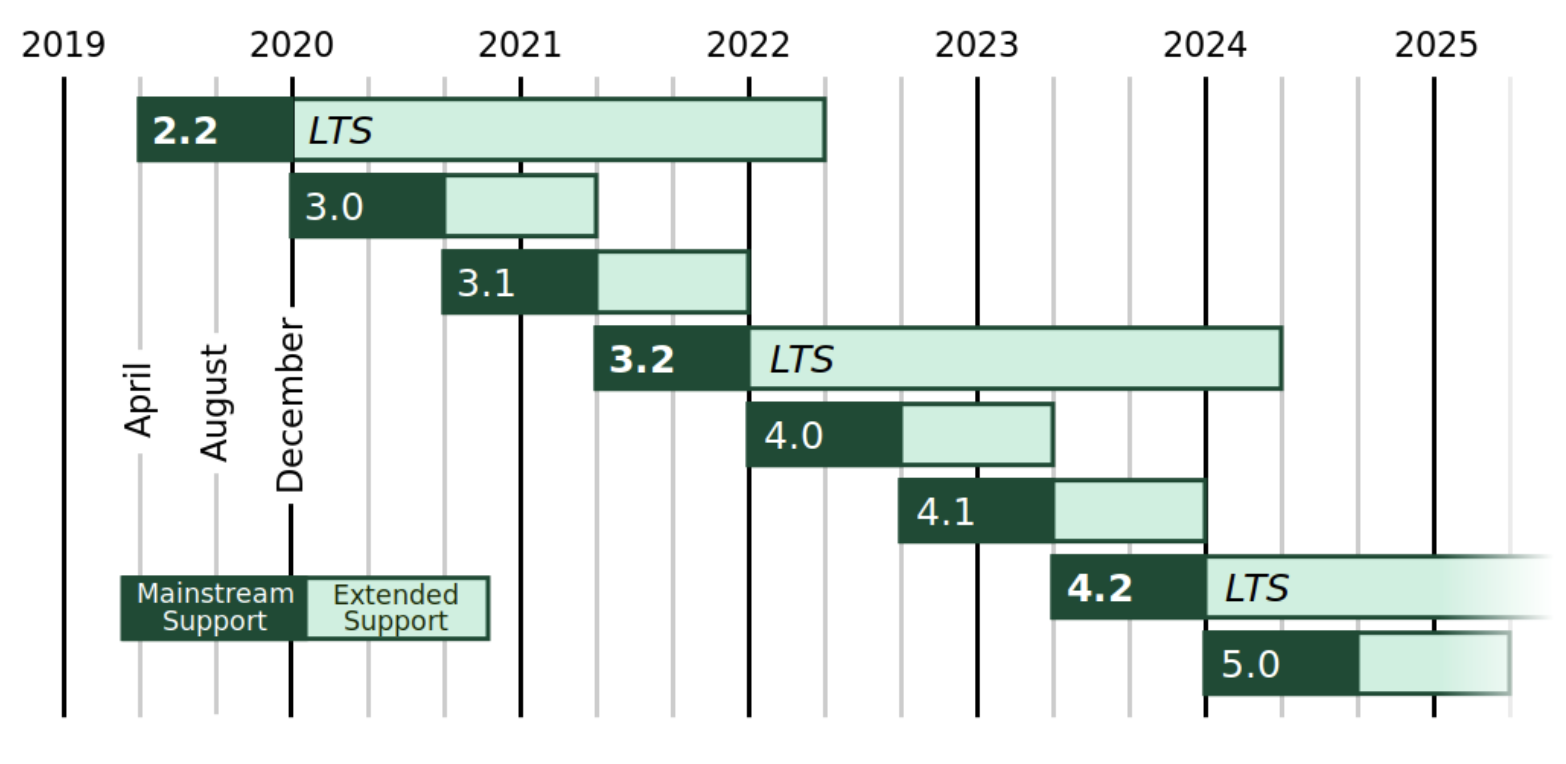 2019 2020 2021 2022 2023 2024 2025
2.2 LTS
3.0
3.1
3.2 LTS
April August December
4.0
4.1
4.2 LTS
Mainstream Support
Extended Support
5.0